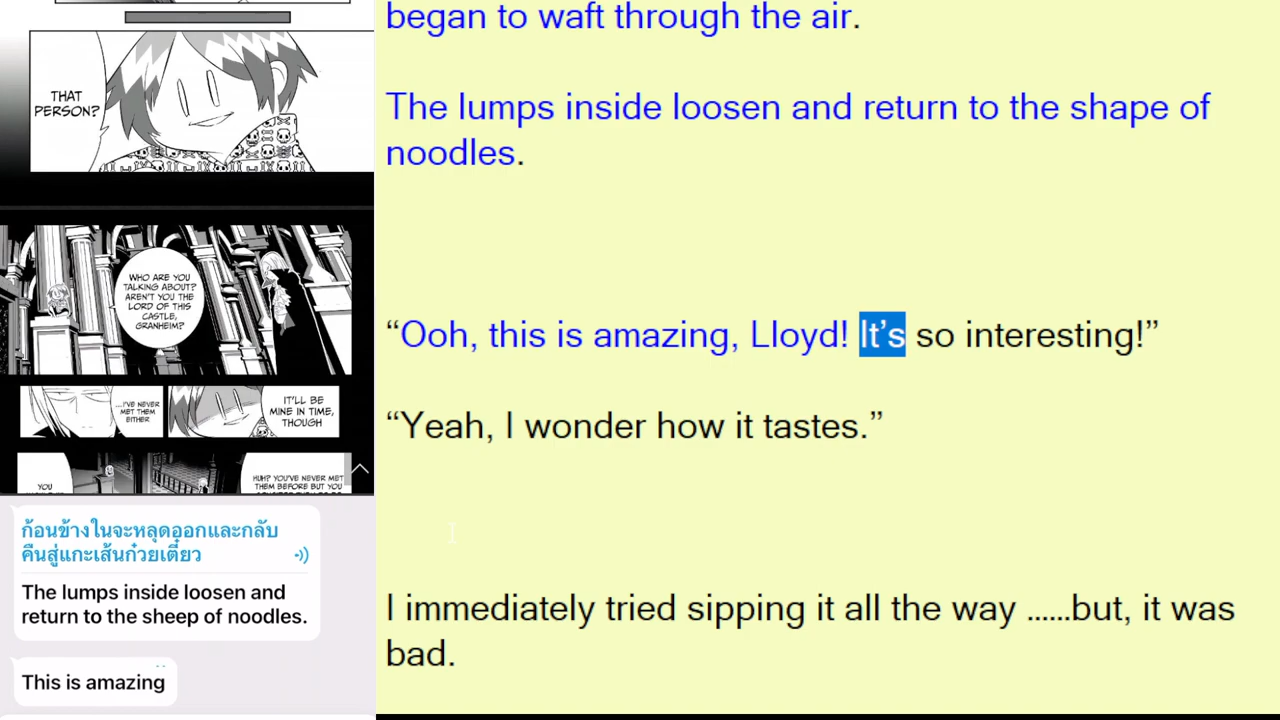 THAT
PERSON?
WHO ARE YOU
TALKING ABOUT?
AREN'T YOU THE
LORD OF THIS
CASTLE,
GRANHEIM?
...I'VE NEVER
MET THEM
EITHER
IT'LL BE
MINE IN TIME,
THOUGH
YOU
HUH? YOU'VE NEVER MET
THEM BEFORE BUT YOU
ก้อนข้างในจะหลุดออกและกลับ
คืนสู่แกะเส้นก๋วยเตี๋ยว
The lumps inside loosen and
return to the sheep of noodles.
This is amazing
began to waft through the air.
The lumps inside loosen and return to the shape of
noodles.
“Ooh, this is amazing, Lloyd! It’s so interesting!”
“Yeah, I wonder how it tastes.”
I immediately tried sipping it all the way ......but, it was
bad.